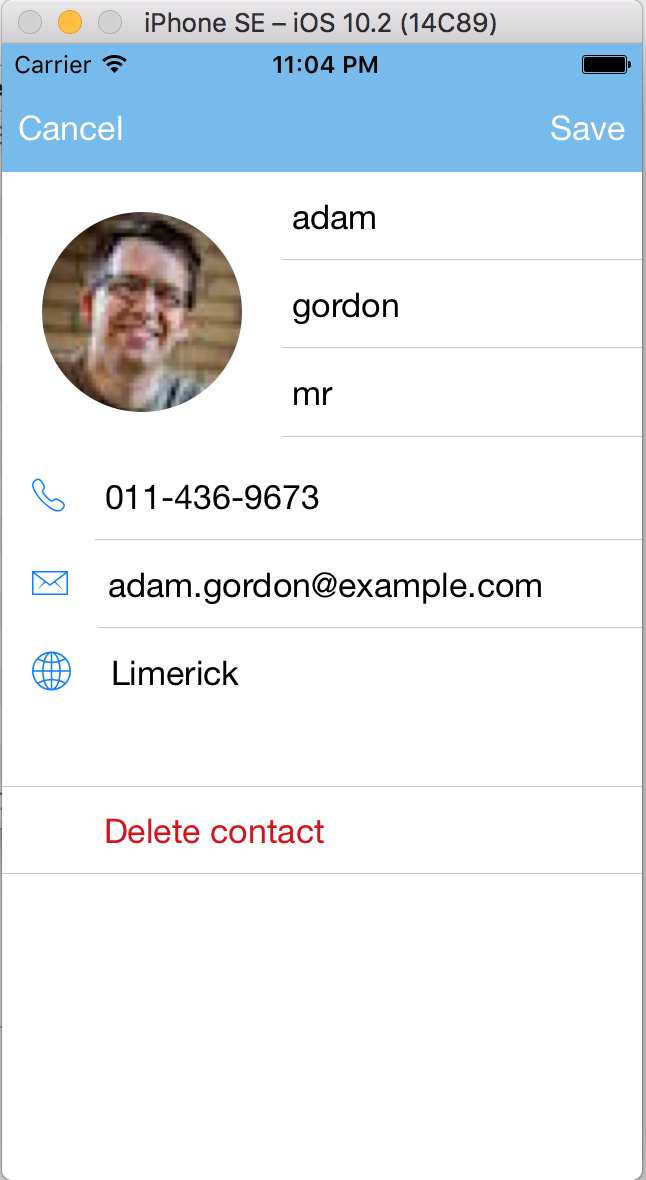 iPhone SE – iOS 10.2 (14C89)
Carrier 11:04 PM
Cancel Save
adam
gordon
mr
011-436-9673
adam.gordon@example.com
Limerick
Delete contact